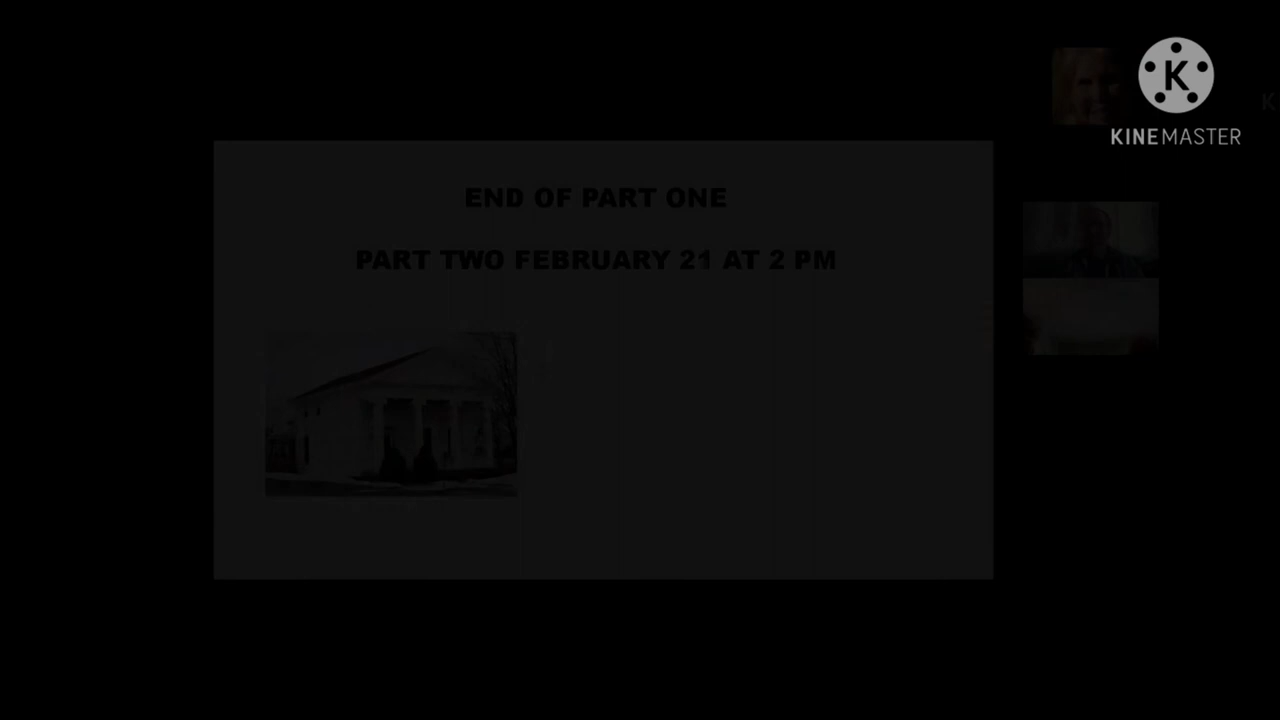 K
KINEMASTER
END OF PART ONE
PART TWO FEBRUARY 21 AT 2 PM